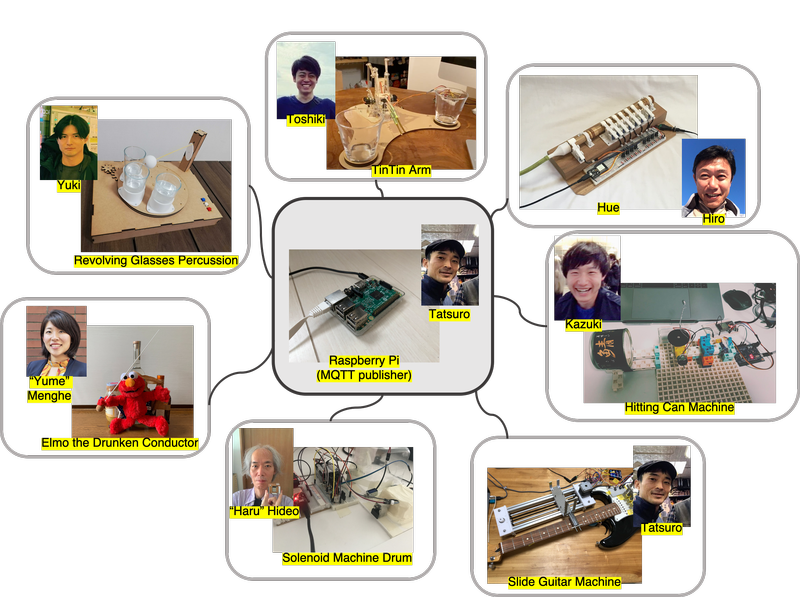 Toshiki
TinTin Arm
Yuki
Revolving Glasses Percussion
Hue
Hiro
Tatsuro
Raspberry Pi
(MQTT publisher)
Kazuki
Hitting Can Machine
“Yume”
Menghe
Elmo the Drunken Conductor
“Haru” Hideo
Solenoid Machine Drum
Tatsuro
Slide Guitar Machine